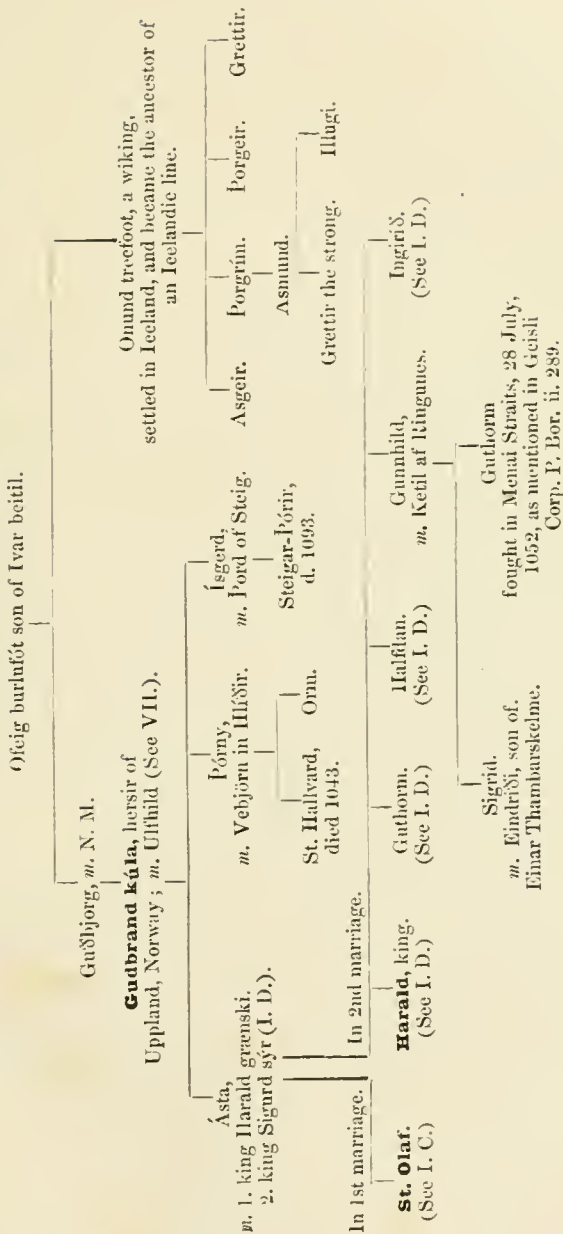 Ofeig burlufót son of Ivar beitil.
Guðbjorg, m. N. M.
Onund treefoot, a wiking,
settled in Iceland, and became the ancestor of
an Icelandic line.
Gudbrand kúla, hersir of
Uppland, Norway; m. Ulfhild (See VII.).
Asgeir. Þorgrím. Þorgeir. Grettir.
Asmund.
Grettir the strong. Illugi.
Ásta,
m. 1. king Harald grænski.
2. king Sigurd sýr (I. D.).
Þórny,
m. Vebjörn in Hlíðir.
Ísgerd,
m. Þord of Steig.
St. Hallvard,
died 1043.
Orm.
Steigar-Þórir,
d. 1093.
In 1st marriage.
In 2nd marriage.
St. Olaf.
(See I. C.)
Harald, king.
(See I. D.)
Guthorm.
(See I. D.)
Halfdan.
(See I. D.)
Gunnhild,
m. Ketil af Ringunes.
Ingirið.
(See I. D.)
Sigrid.
m. Eindriði, son of.
Einar Thambarskelme.
Guthorm
fought in Menai Straits, 28 July,
1052, as mentioned in Geisli
Corp. P. Bor. ii. 289.